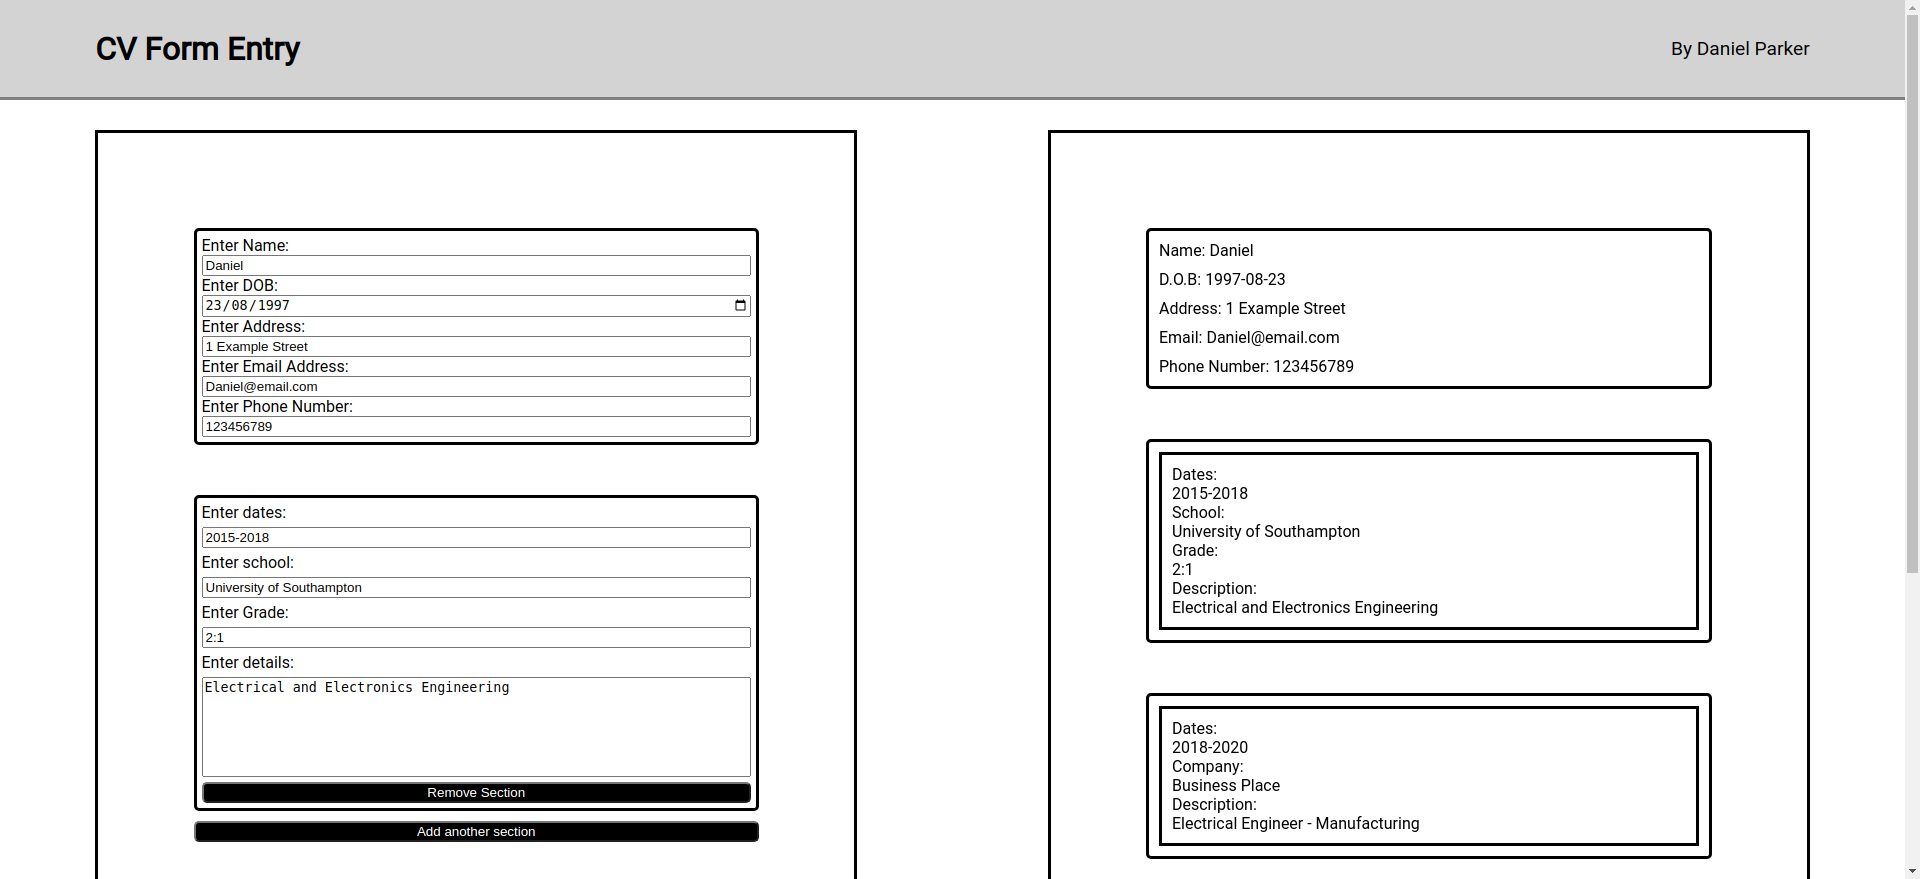 CV Form Entry
By Daniel Parker
Enter Name:
Daniel
Enter DOB:
23/08/1997
Enter Address:
1 Example Street
Enter Email Address:
Daniel@email.com
Enter Phone Number:
123456789
Enter dates:
2015-2018
Enter school:
University of Southampton
Enter Grade:
2:1
Enter details:
Electrical and Electronics Engineering
Remove Section
Add another section
Name: Daniel
D.O.B: 1997-08-23
Address: 1 Example Street
Email: Daniel@email.com
Phone Number: 123456789
Dates:
2015-2018
School:
University of Southampton
Grade:
2:1
Description:
Electrical and Electronics Engineering
Dates:
2018-2020
Company:
Business Place
Description:
Electrical Engineer - Manufacturing